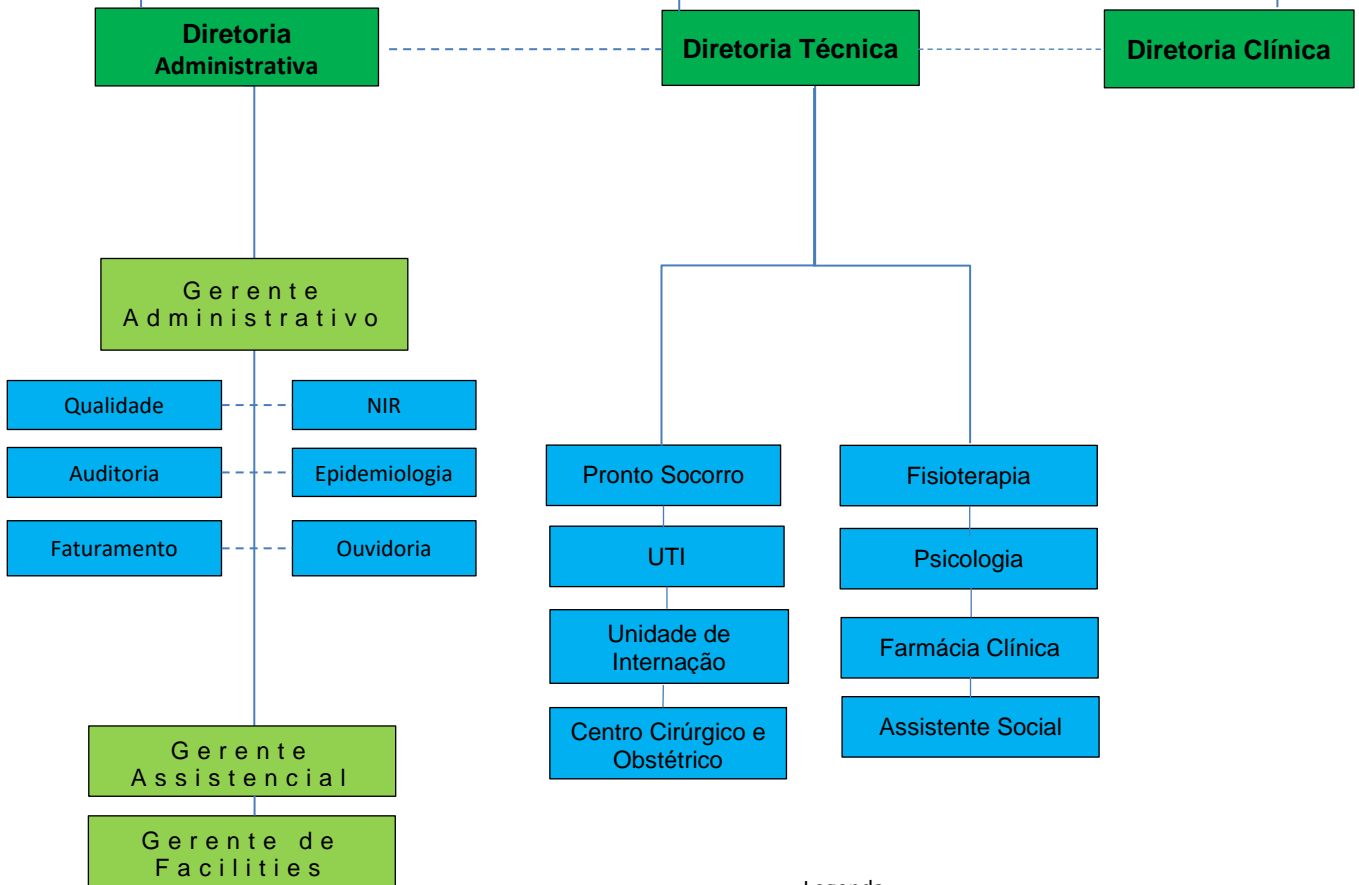 Diretoria
Administrativa
Diretoria Técnica
Diretoria Clínica
Gerente
Administrativo
Qualidade
NIR
Auditoria
Epidemiologia
Faturamento
Ouvidoria
Pronto Socorro
Fisioterapia
UTI
Psicologia
Unidade de
Internação
Farmácia Clínica
Centro Cirúrgico e
Obstétrico
Assistente Social
Gerente
Assistencial
Gerente de
Facilities
Legenda